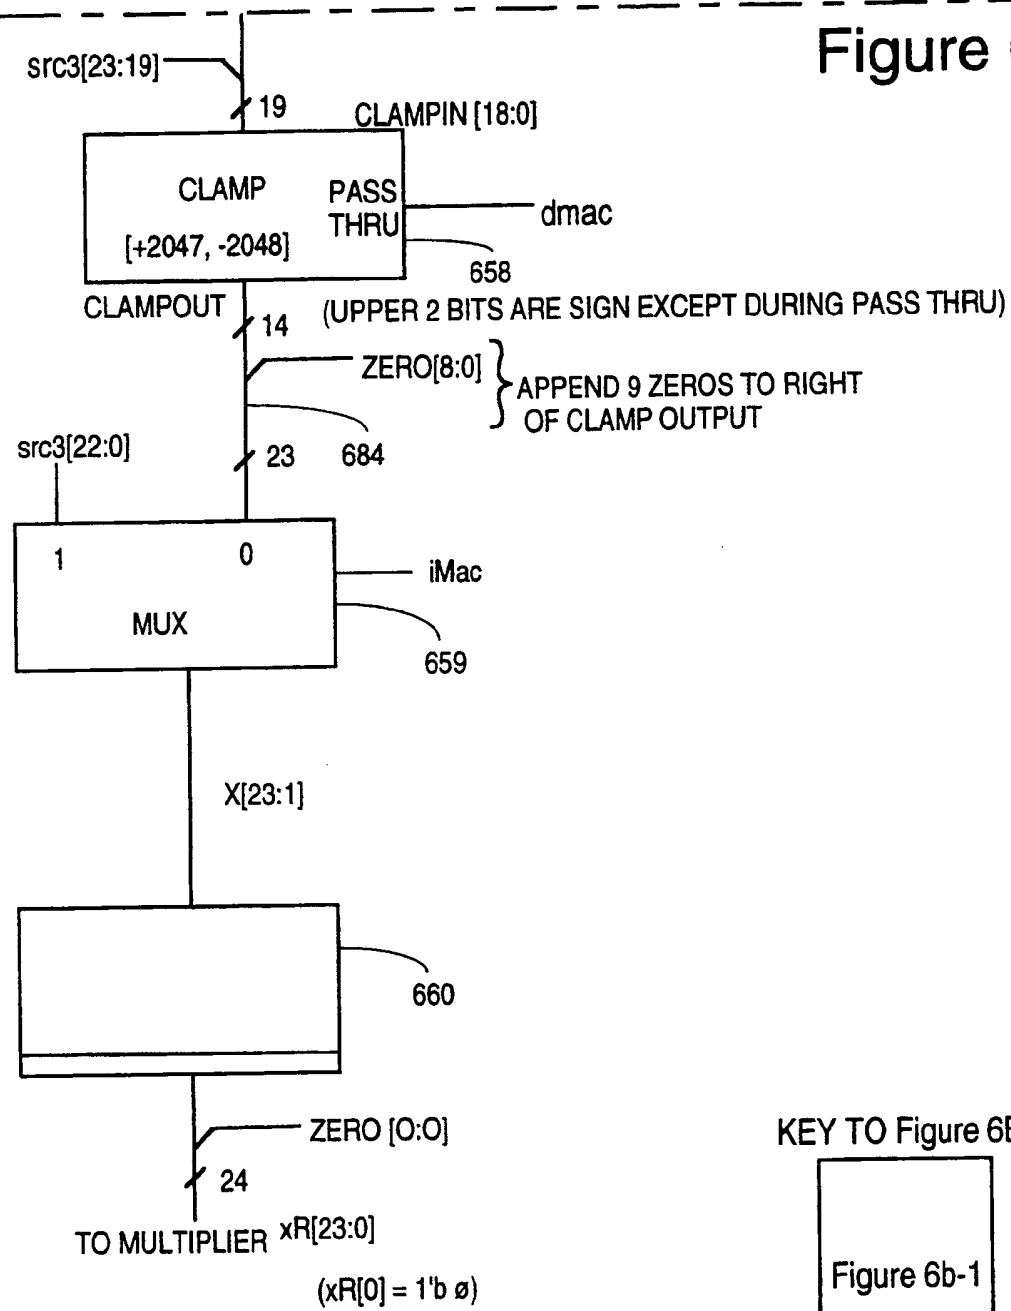 Figure
src3[23:19]
19
CLAMPIN [18:0]
CLAMP
PASS
THRU
dmac
[+2047, -2048]
658
CLAMPOUT
14
(UPPER 2 BITS ARE SIGN EXCEPT DURING PASS THRU)
ZERO[8:0]
APPEND 9 ZEROS TO RIGHT
OF CLAMP OUTPUT
src3[22:0]
23
684
1
0
iMac
MUX
659
X[23:1]
660
ZERO [O:O]
24
TO MULTIPLIER xR[23:0]
(xR[0] = 1'b ø)
KEY TO Figure 6B
Figure 6b-1